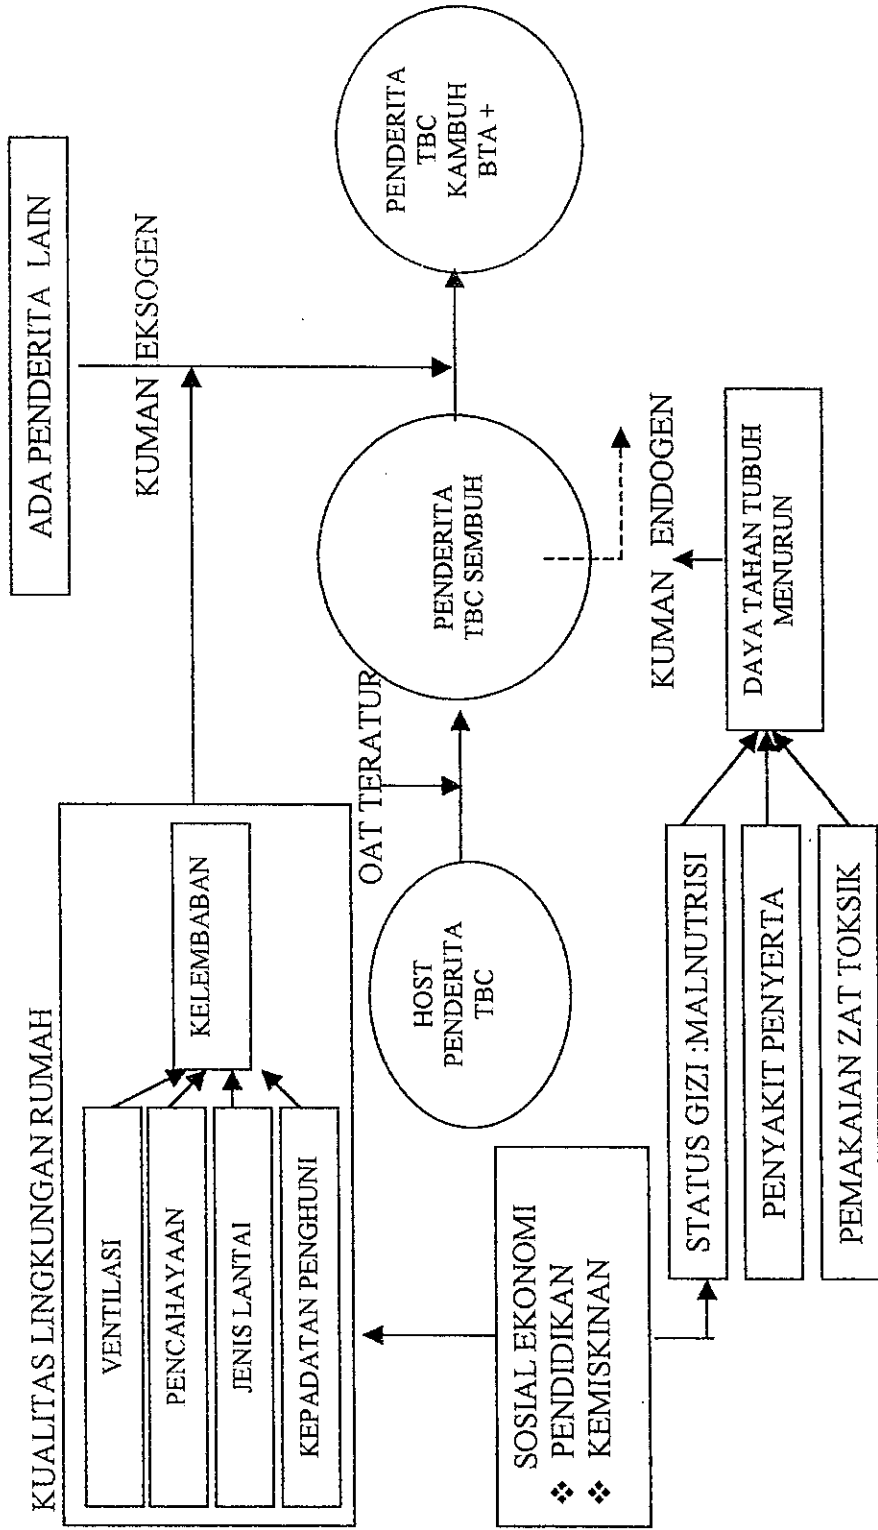 KUALITAS LINGKUNGAN RUMAH
VENTILASI
PENCAHAYAAN
JENIS LANTAI
KEPADATAN PENGHUNI
KELEMBABAN
ADA PENDERITA LAIN
KUMAN EKSOGEN
OAT TERATUR
HOST
PENDERITA
TBC
PENDERITA
TBC SEMBUH
PENDERITA
TBC
KAMBUH
BTA +
SOSIAL EKONOMI
❖ PENDIDIKAN
❖ KEMISKINAN
KUMAN ENDOGEN
STATUS GIZI :MALNUTRISI
PENYAKIT PENYERTA
PEMAKAIAN ZAT TOKSIK
DAYA TAHAN TUBUH
MENURUN